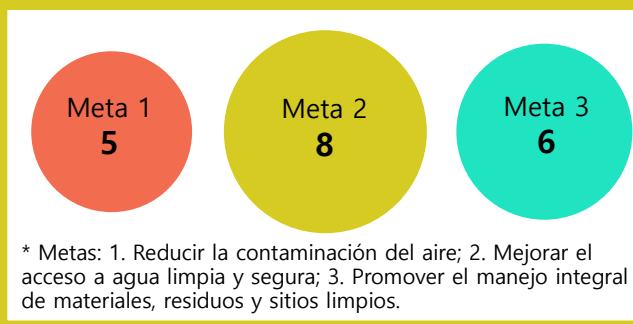 Meta 1
5
Meta 2
8
Meta 3
6
* Metas: 1. Reducir la contaminación del aire; 2. Mejorar el
acceso a agua limpia y segura; 3. Promover el manejo integral
de materiales, residuos y sitios limpios.